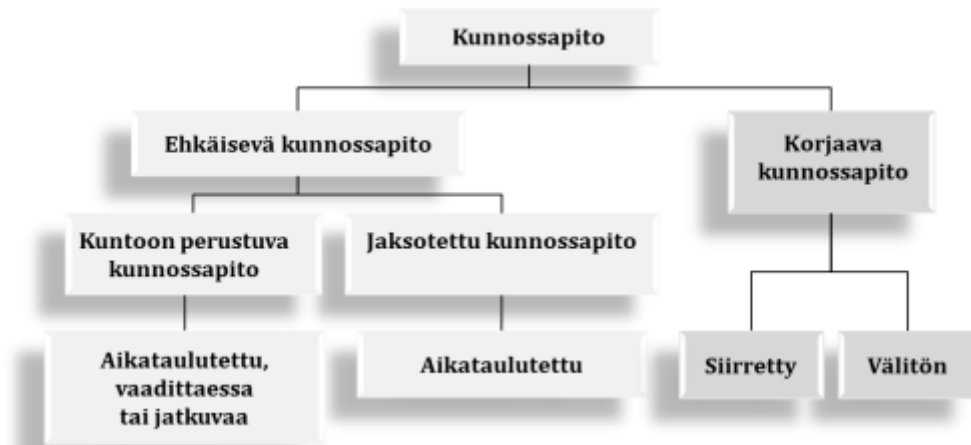 Kunnossapito
Ehkäisevä kunnossapito
Korjaava
kunnossapito
Kuntoon perustuva
kunnossapito
Jaksotettu kunnossapito
Aikataulutettu,
vaadittaessa
tai jatkuvaa
Aikataulutettu
Siirretty
Välitön